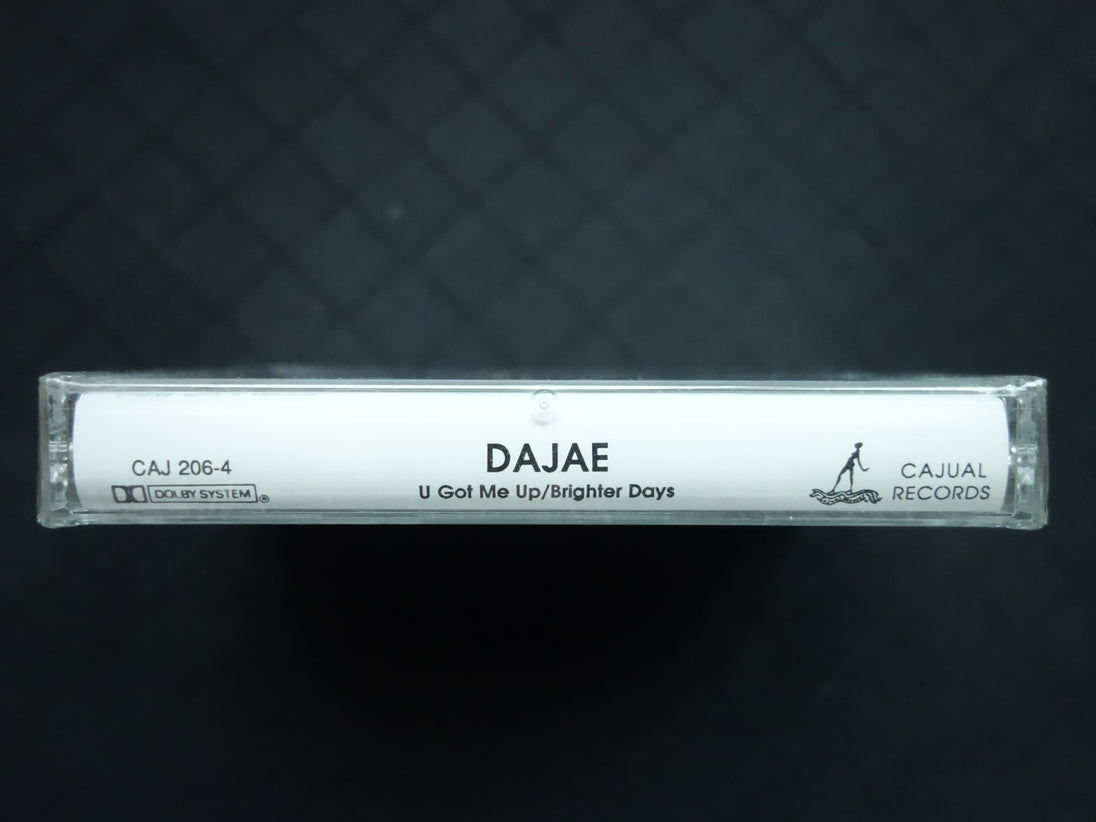 CAJ 206-4
DOLBY SYSTEM®
DAJAE
U Got Me Up/Brighter Days
CAJUAL
RECORDS